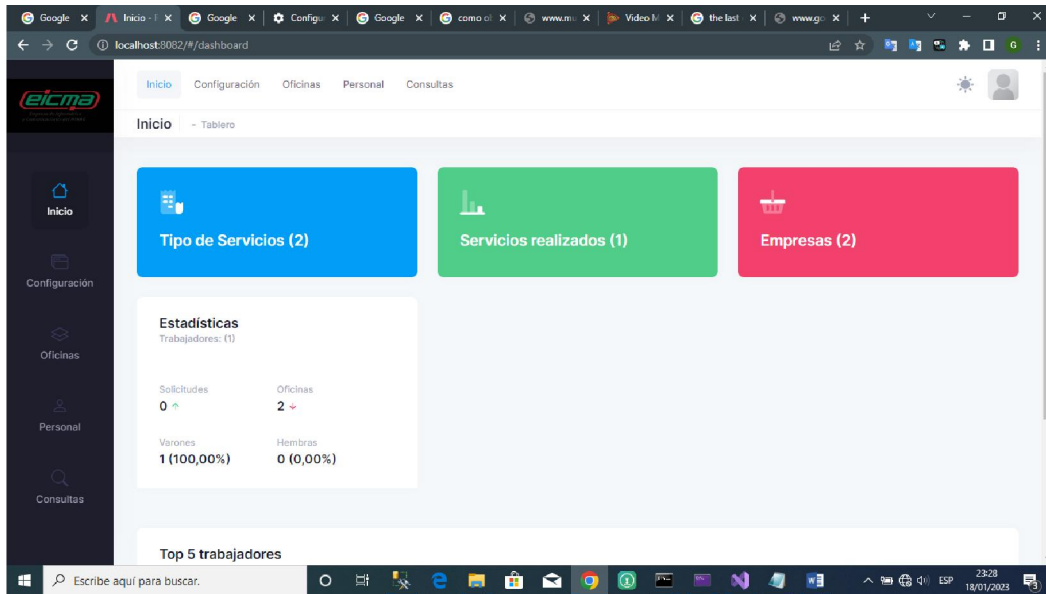 Google
Inicio - 
Google
Configu
Google
como ob
www.mu
Video M
the last
www.go
localhost:8082/#/dashboard
G
eicma
Inicio Configuración Oficinas Personal Consultas
Inicio - Tablero
Inicio
Configuración
Oficinas
Personal
Consultas
Tipo de Servicios (2)
Servicios realizados (1)
Empresas (2)
Estadísticas
Trabajadores: (1)
Solicitudes Oficinas
0 ↑ 2 ↓
Varones Hembras
1 (100,00%) 0 (0,00%)
Top 5 trabajadores
Escribe aquí para buscar.
ESP
23:28
18/01/2023
3